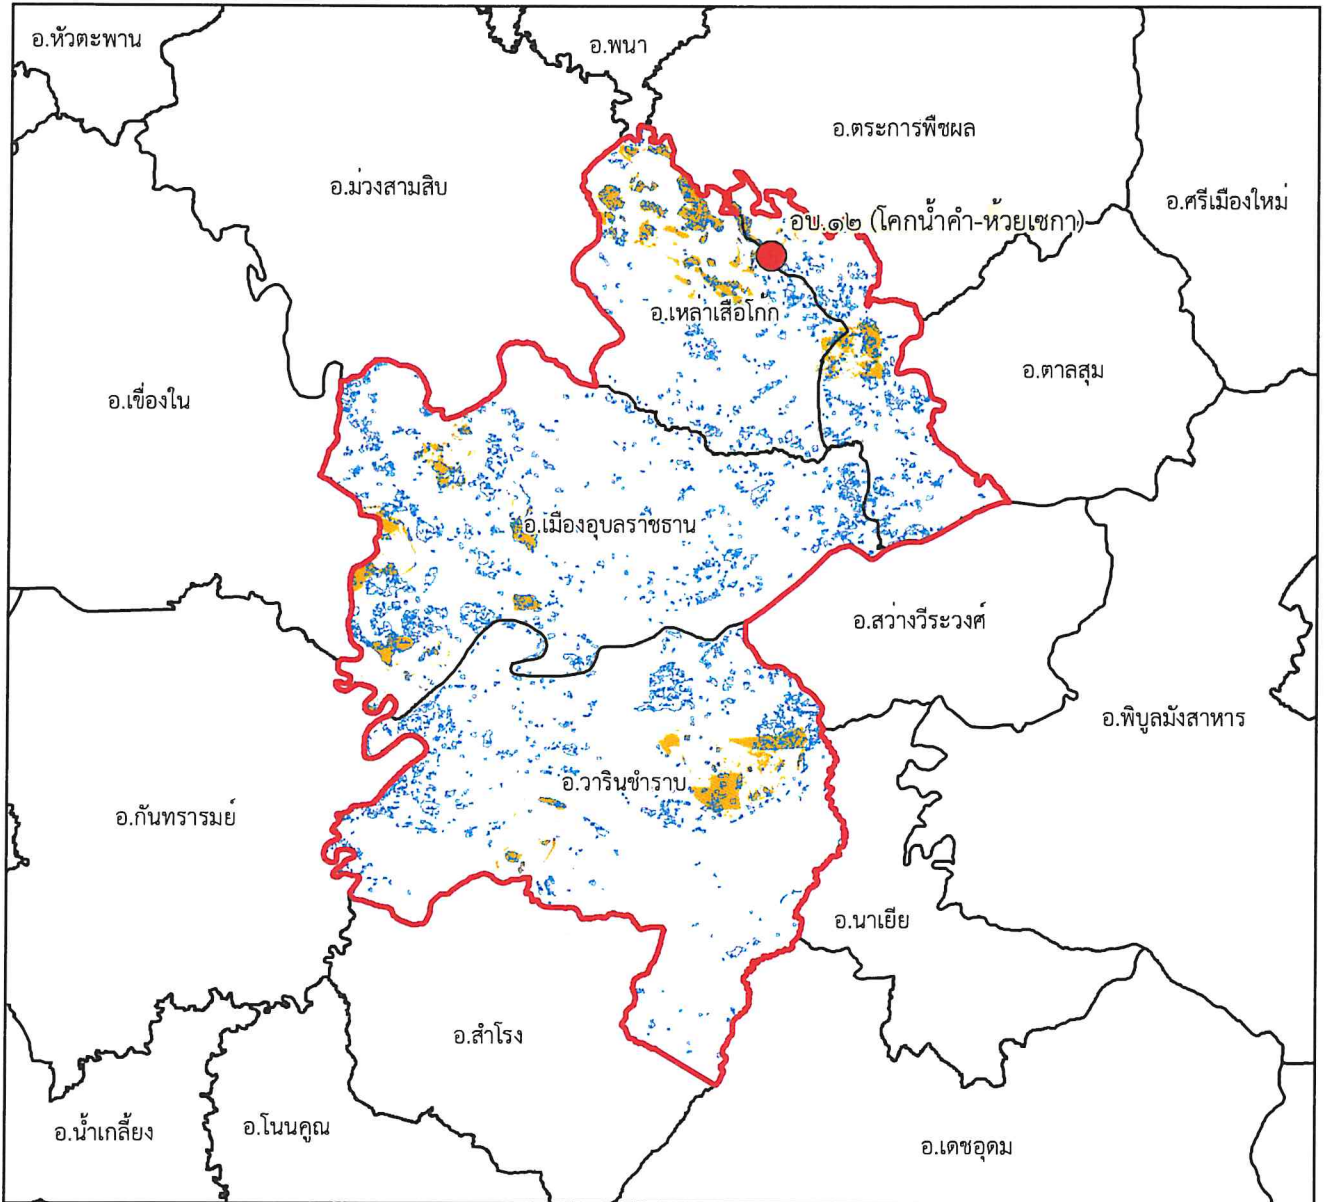 อ.หัวตะพาน
อ.พนา
อ.ตระการพืชผล
อ.ม่วงสามสิบ
อ.ศรีเมืองใหม่
อบ.๑๒ (โคกน้ำคำ-ห้วยเซกา)
อ.เหล่าเสือโก้ก
อ.ตาลสุม
อ.เขื่องใน
อ.เมืองอุบลราชธาน
อ.สว่างวีระวงศ์
อ.พิบูลมังสาหาร
อ.วารินชำราบ
อ.กันทรารมย์
อ.นาเยีย
อ.สำโรง
อ.น้ำเกลี้ยง
อ.โนนคูณ
อ.เดชอุดม